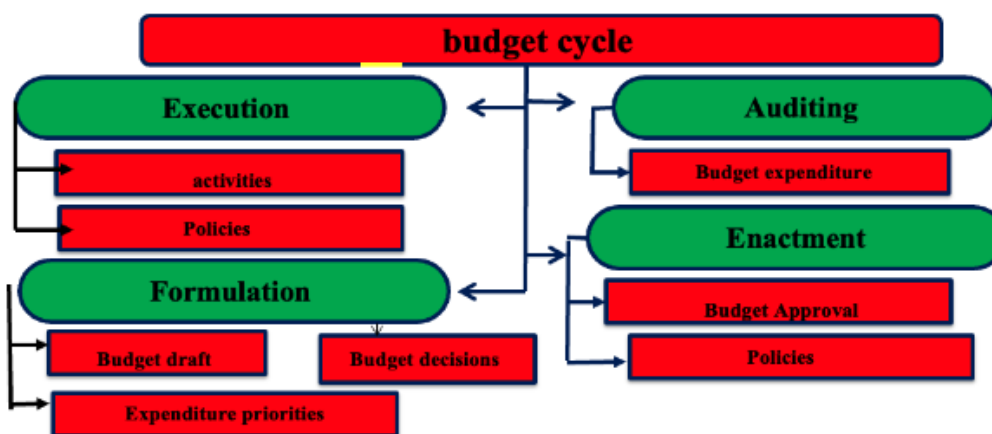 budget cycle
Execution
activities
Policies
Formulation
Budget draft
Budget decisions
Expenditure priorities
Auditing
Budget expenditure
Enactment
Budget Approval
Policies